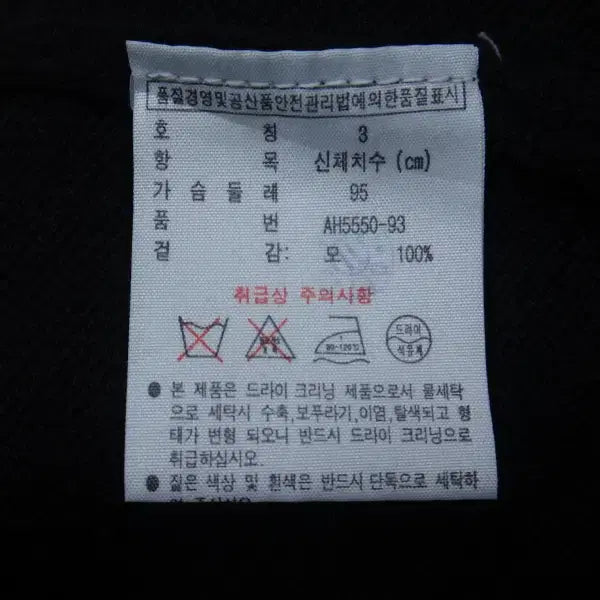 품질경영및공산품안전관리법에의한품질표시
호 칭 3
항 목 신체치수 (cm)
가 슴 둘 레 95
품 번 AH5550-93
겉 감: 모 100%
취급상 주의사항
드라이
석유계
● 본 제품은 드라이 크리닝 제품으로서 물세탁
으로 세탁시 수축,보푸라기,이염,탈색되고 형
태가 변형 되오니 반드시 드라이 크리닝으로
취급하십시오.
● 짙은 색상 및 흰색은 반드시 단독으로 세탁하